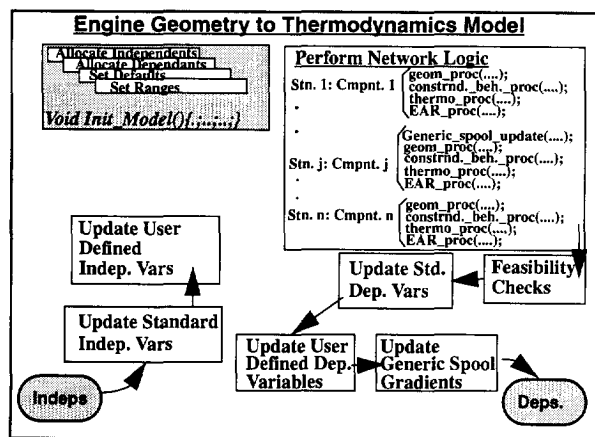 Engine Geometry to Thermodynamics Model
Allocate Independents
Allocate Dependants
Set Defaults
Set Ranges
Void Init_Model(){.;..;..;}
Perform Network Logic
Stn. 1: Cmpnt. 1
geom_proc(....);
constrnd._beh._proc(....);
thermo_proc(....);
EAR_proc(....);
.
.
Stn. j: Cmpnt. j
Generic_spool_update(....);
geom_proc(....);
constrnd._beh._proc(....);
thermo_proc(....);
EAR_proc(....);
.
.
Stn. n: Cmpnt. n
geom_proc(....);
constrnd._beh._proc(....);
thermo_proc(....);
EAR_proc(....);
Update User
Defined
Indep. Vars
Update Standard
Indep. Vars
Indeps
Update Std.
Dep. Vars
Feasibility
Checks
Update User
Defined Dep.
Variables
Update
Generic Spool
Gradients
Deps.